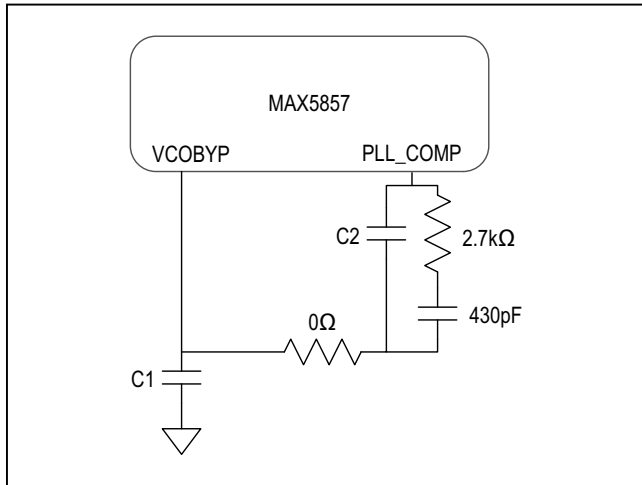 MAX5857
VCOBYP
PLL_COMP
C2
2.7kΩ
430pF
0Ω
C1